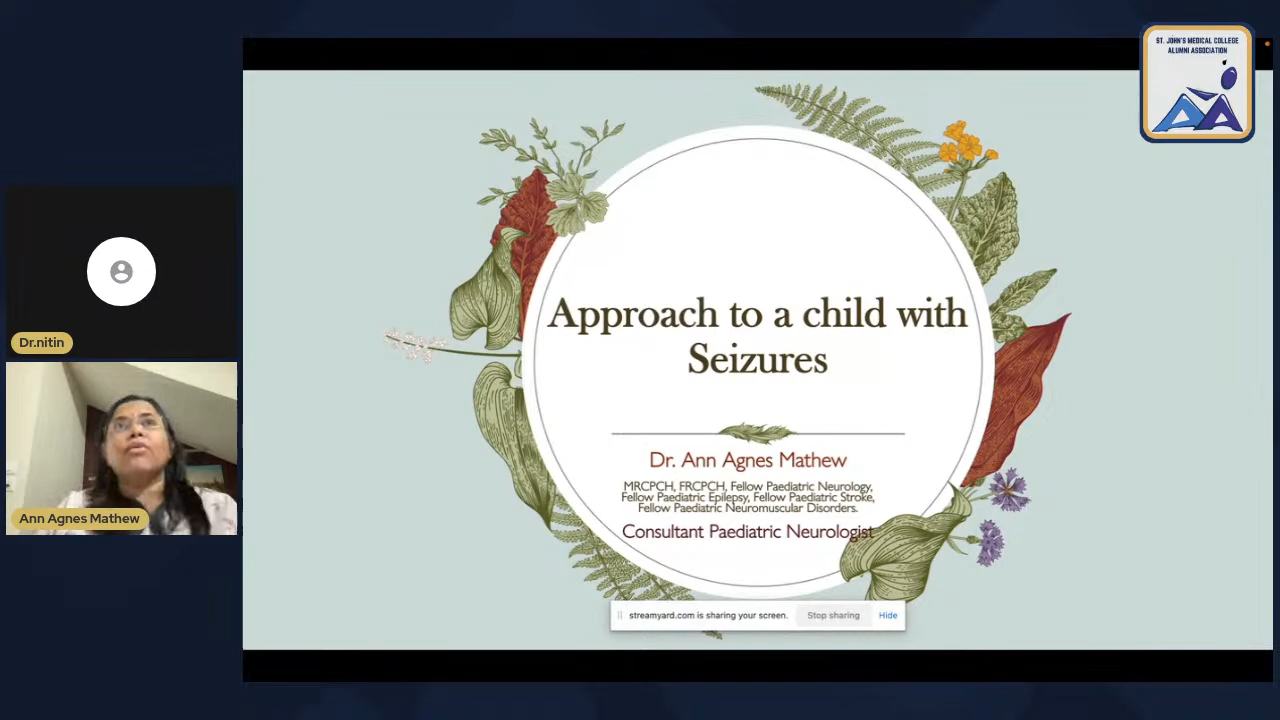 ST. JOHN'S MEDICAL COLLEGE
ALUMNI ASSOCIATION
Approach to a child with
Seizures
Dr. Ann Agnes Mathew
MRCPCH, FRCPCH, Fellow Paediatric Neurology,
Fellow Paediatric Epilepsy, Fellow Paediatric Stroke,
Fellow Paediatric Neuromuscular Disorders.
Consultant Paediatric Neurologist
Dr.nitin
Ann Agnes Mathew
streamyard.com is sharing your screen. Stop sharing Hide